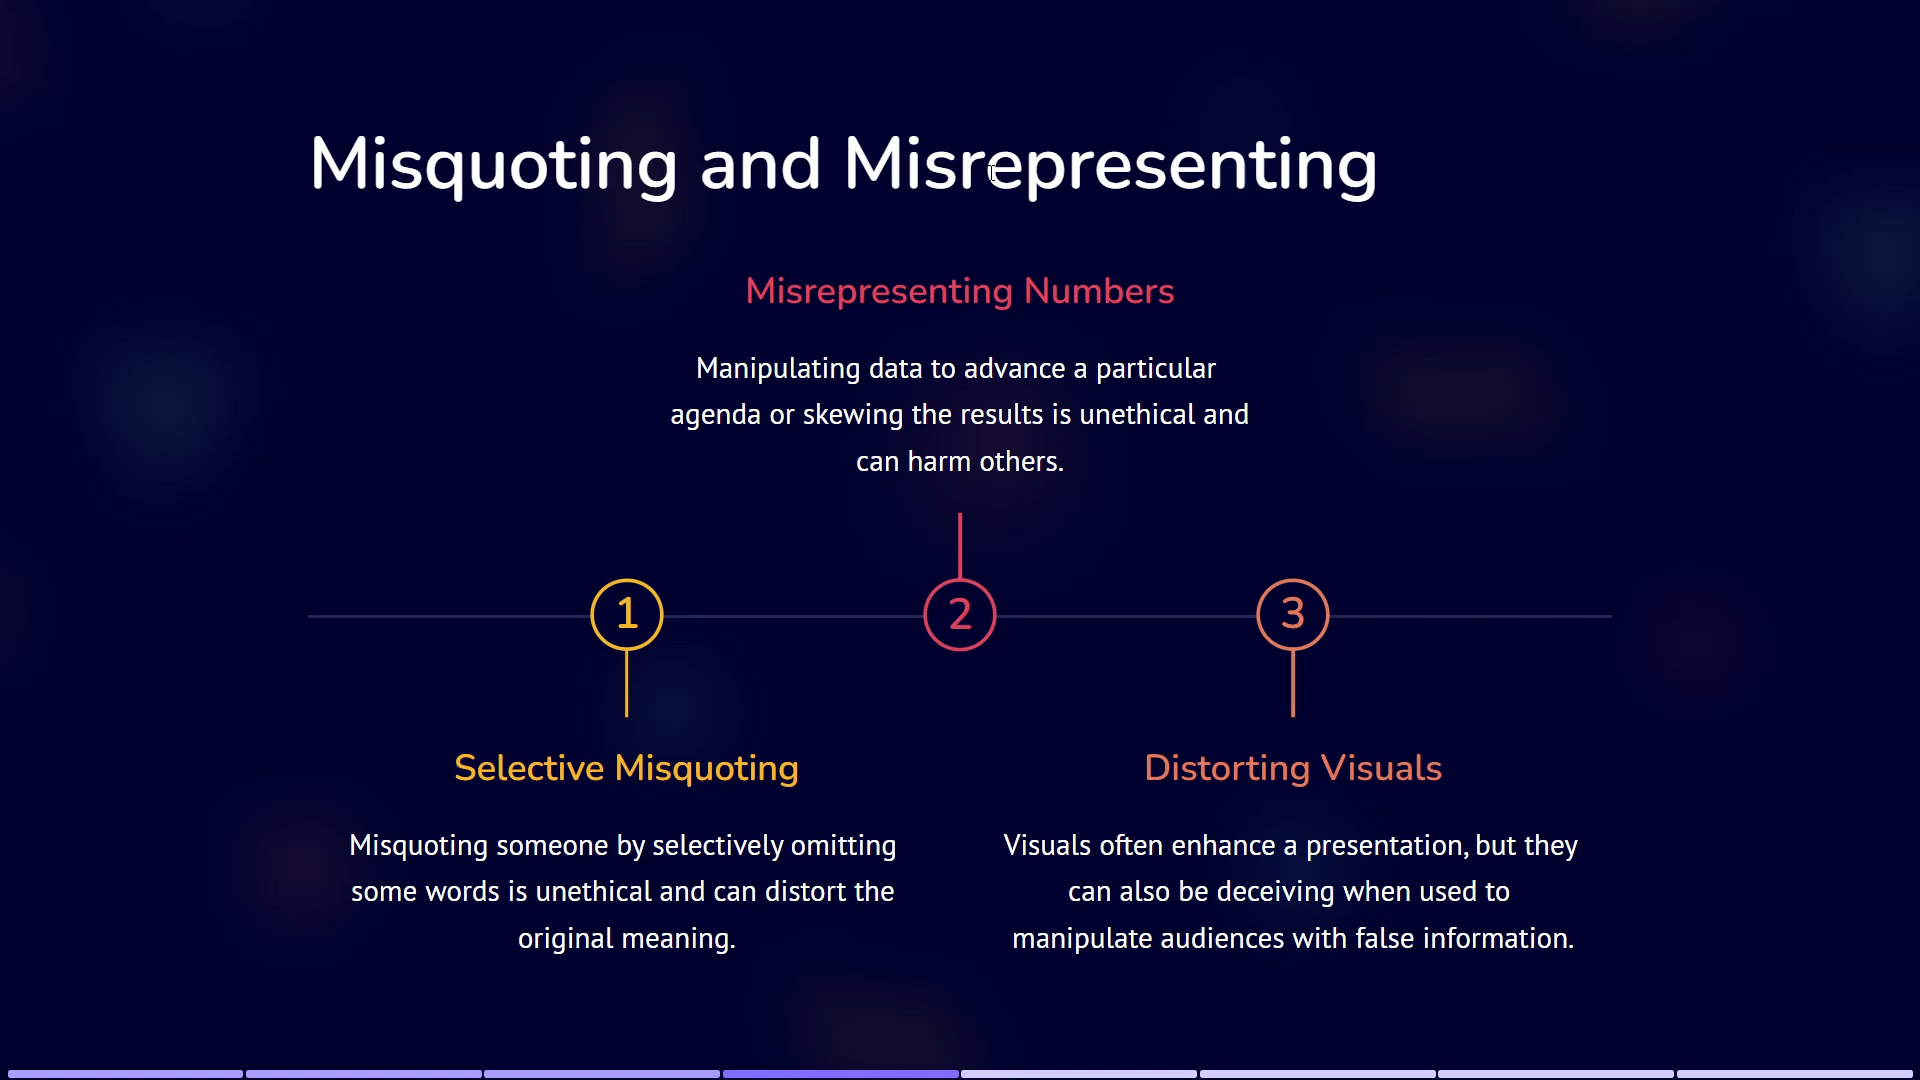 Misquoting and Misrepresenting
Misrepresenting Numbers
Manipulating data to advance a particular
agenda or skewing the results is unethical and
can harm others.
1
2
3
Selective Misquoting
Misquoting someone by selectively omitting
some words is unethical and can distort the
original meaning.
Distorting Visuals
Visuals often enhance a presentation, but they
can also be deceiving when used to
manipulate audiences with false information.